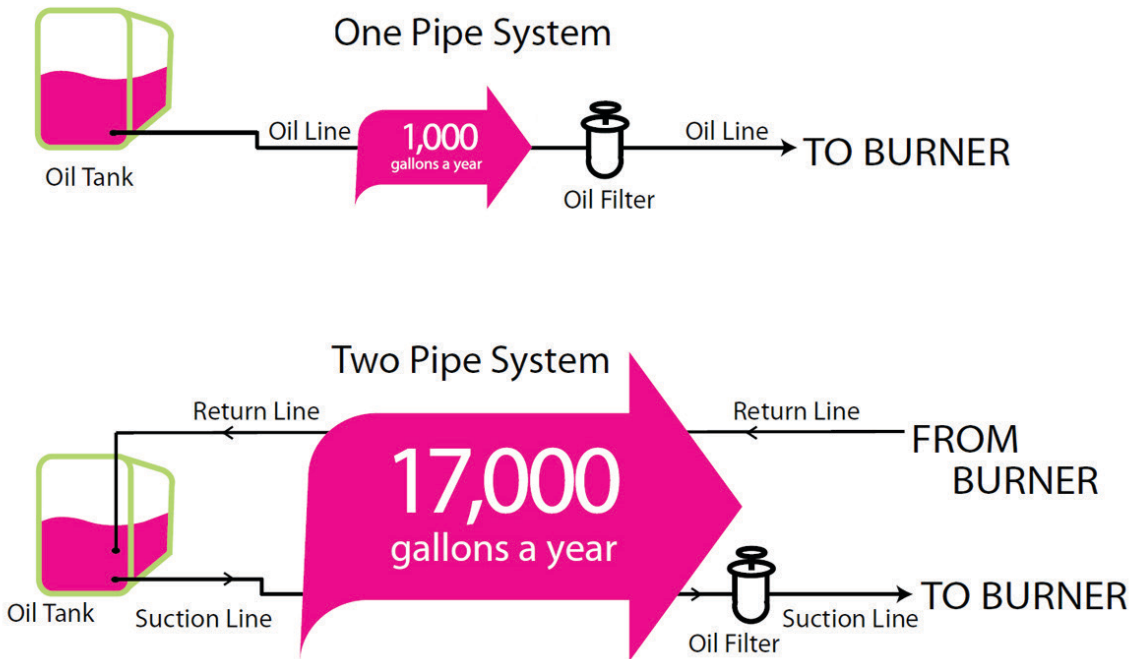 One Pipe System
Oil Line
1,000
gallons a year
Oil Line
TO BURNER
Oil Tank
Oil Filter
Two Pipe System
Return Line
Return Line
FROM
BURNER
17,000
gallons a year
Oil Tank
Suction Line
Oil Filter
Suction Line
TO BURNER